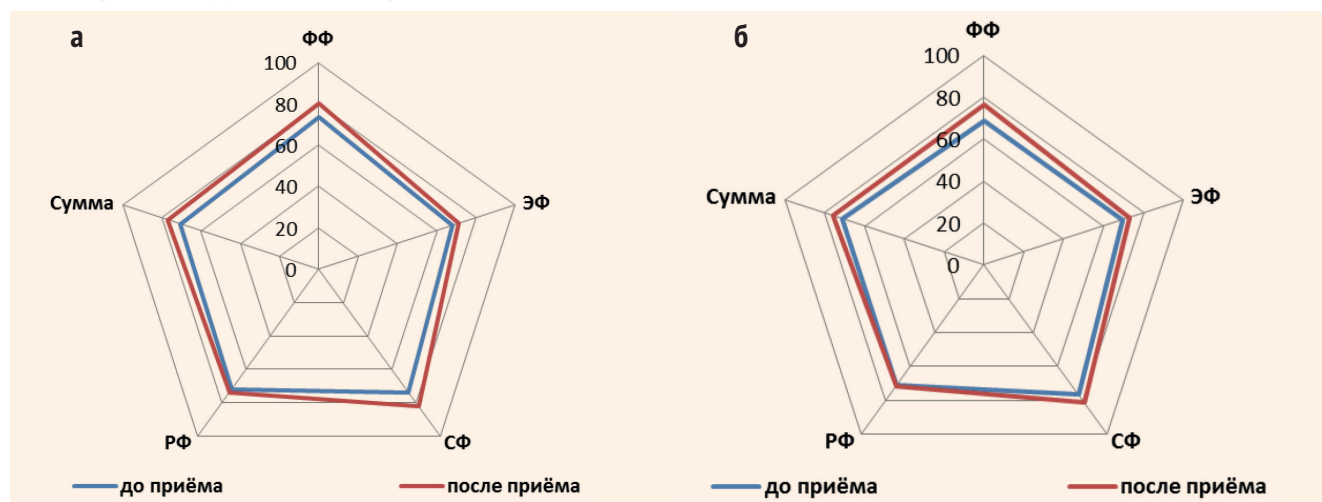 а
ФФ
100
80
60
40
20
0
ЭФ
СФ
РФ
Сумма
до приёма
после приёма
б
ФФ
100
80
60
40
20
0
ЭФ
СФ
РФ
Сумма
до приёма
после приёма